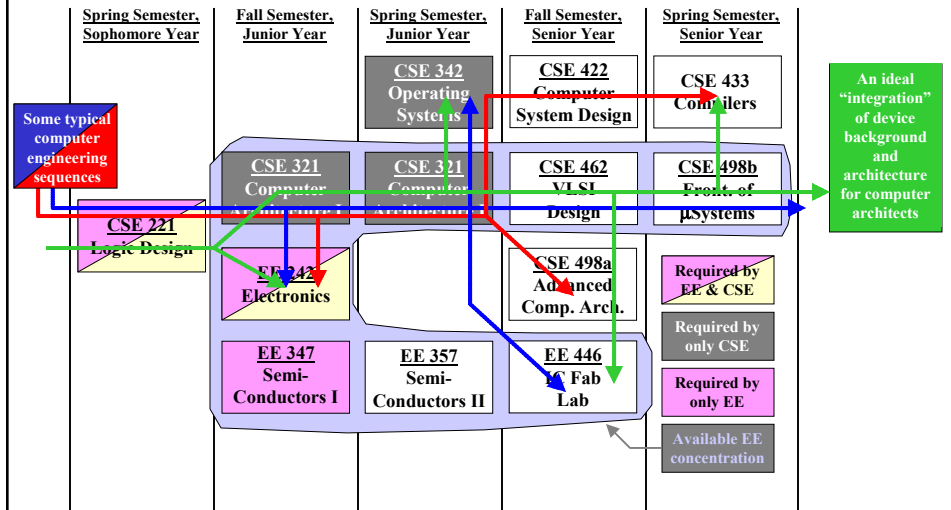 Spring Semester,
Sophomore Year
Fall Semester,
Junior Year
Spring Semester,
Junior Year
Fall Semester,
Senior Year
Spring Semester,
Senior Year
CSE 342
Operating
Systems
CSE 422
Computer
System Design
CSE 433
Compilers
An ideal
“integration”
of device
background
and
architecture
for computer
architects
Some typical
computer
engineering
sequences
CSE 321
Computer
Architecture I
CSE 321
Computer
Architecture
CSE 462
VLSI
Design
CSE 498b
Front. of
µSystems
CSE 221
Logic Design
EE 242
Electronics
CSE 498a
Advanced
Comp. Arch.
Required by
EE & CSE
Required by
only CSE
EE 347
Semi-
Conductors I
EE 357
Semi-
Conductors II
EE 446
IC Fab
Lab
Required by
only EE
Available EE
concentration